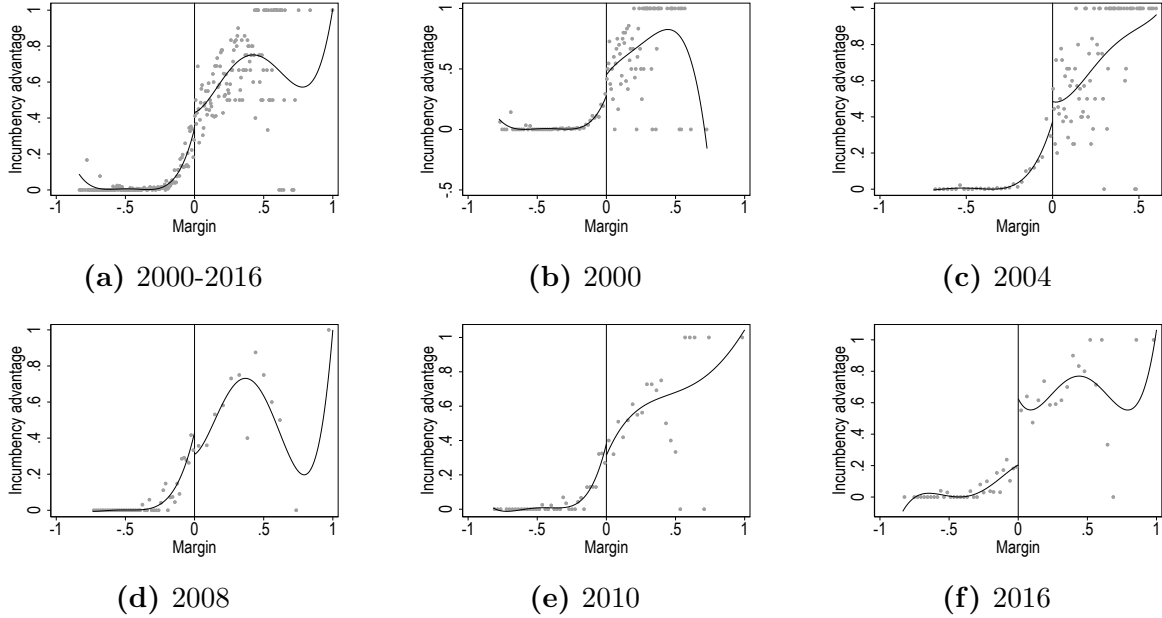 Incumbency advantage
0 .2 .4 .6 .8 1
-1 -.5 0 .5 1
Margin
(a) 2000-2016
Incumbency advantage
-.5 0 .5 1
-1 -.5 0 .5 1
Margin
(b) 2000
Incumbency advantage
0 .2 .4 .6 .8 1
-1 -.5 0 .5
Margin
(c) 2004
Incumbency advantage
0 .2 .4 .6 .8 1
-1 -.5 0 .5 1
Margin
(d) 2008
Incumbency advantage
0 .2 .4 .6 .8 1
-1 -.5 0 .5 1
Margin
(e) 2010
Incumbency advantage
0 .2 .4 .6 .8 1
-1 -.5 0 .5 1
Margin
(f) 2016